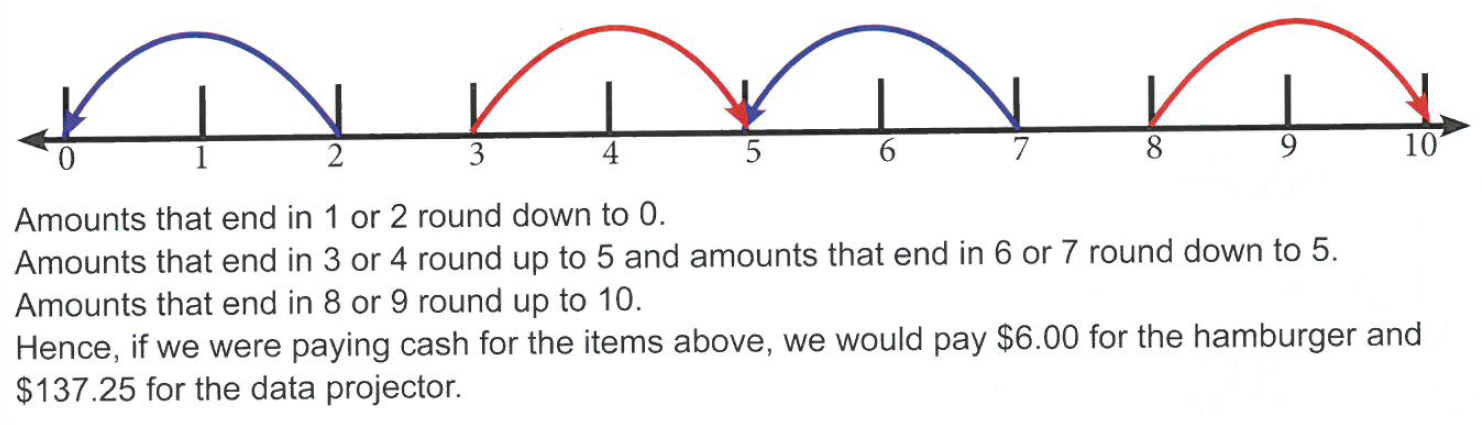 0 1 2 3 4 5 6 7 8 9 10
Amounts that end in 1 or 2 round down to 0.
Amounts that end in 3 or 4 round up to 5 and amounts that end in 6 or 7 round down to 5.
Amounts that end in 8 or 9 round up to 10.
Hence, if we were paying cash for the items above, we would pay $6.00 for the hamburger and
$137.25 for the data projector.